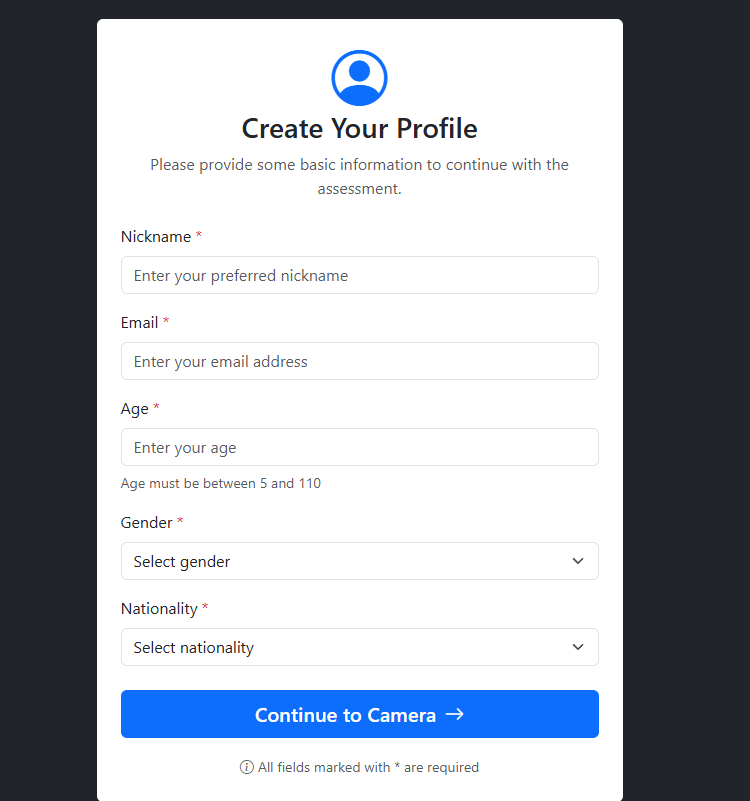 Create Your Profile
Please provide some basic information to continue with the
assessment.
Nickname *
Enter your preferred nickname
Email *
Enter your email address
Age *
Enter your age
Age must be between 5 and 110
Gender *
Select gender
Nationality *
Select nationality
Continue to Camera →
All fields marked with * are required